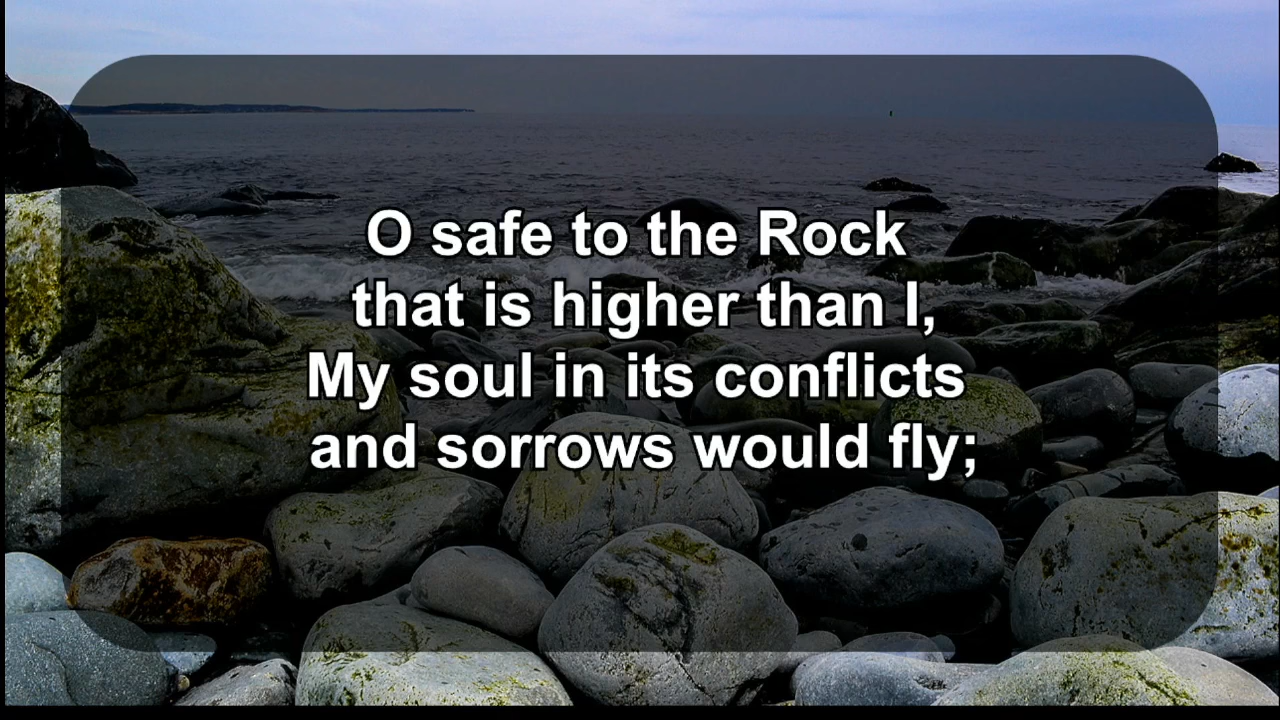 O safe to the Rock
that is higher than I,
My soul in its conflicts
and sorrows would fly;